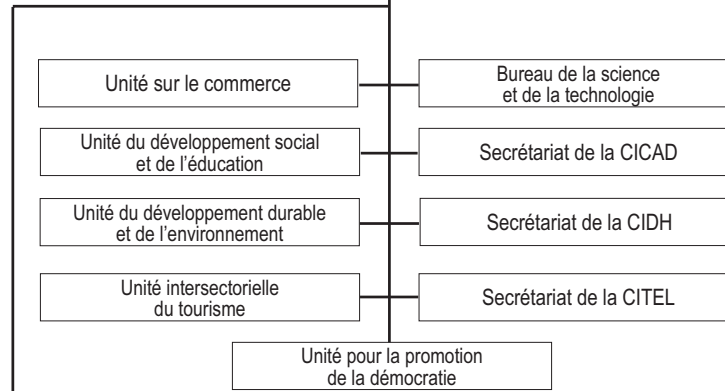 Unité sur le commerce
Bureau de la science
et de la technologie
Unité du développement social
et de l’éducation
Secrétariat de la CICAD
Unité du développement durable
et de l’environnement
Secrétariat de la CIDH
Unité intersectorielle
du tourisme
Secrétariat de la CITEL
Unité pour la promotion
de la démocratie